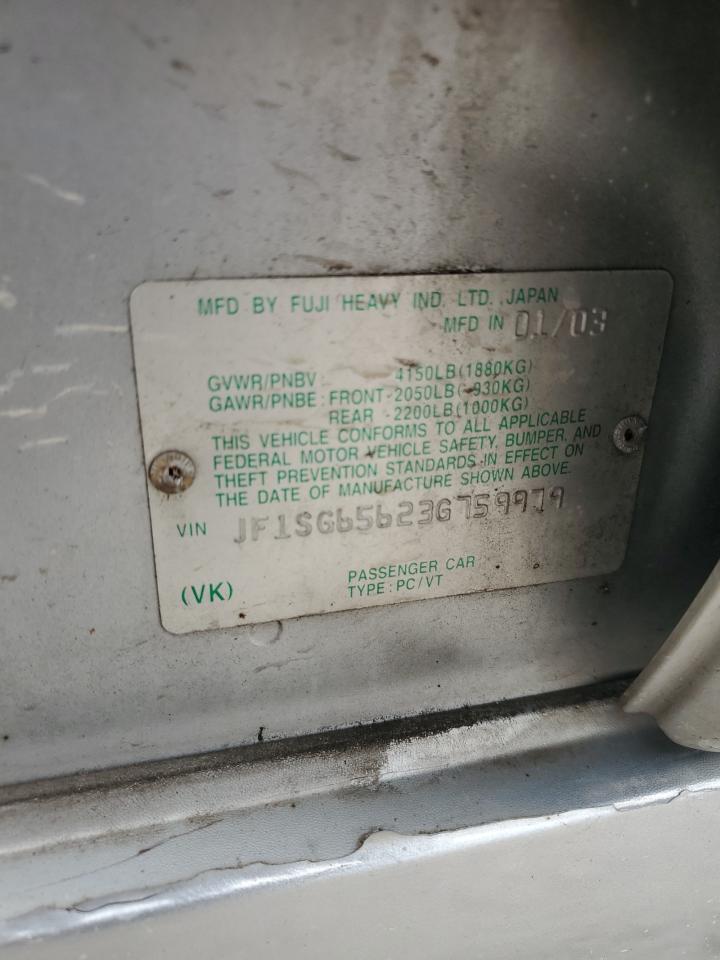 MFD BY FUJI HEAVY IND. LTD. JAPAN
MFD IN 01/03
GVWR/PNBV 4150LB(1880KG)
GAWR/PNBE : FRONT-2050LB( 930KG)
REAR -2200LB(1000KG)
THIS VEHICLE CONFORMS TO ALL APPLICABLE
FEDERAL MOTOR VEHICLE SAFETY, BUMPER, AND
THEFT PREVENTION STANDARDS IN EFFECT ON
THE DATE OF MANUFACTURE SHOWN ABOVE.
VIN JF1SG65623G759979
PASSENGER CAR
(VK) TYPE : PC/VT